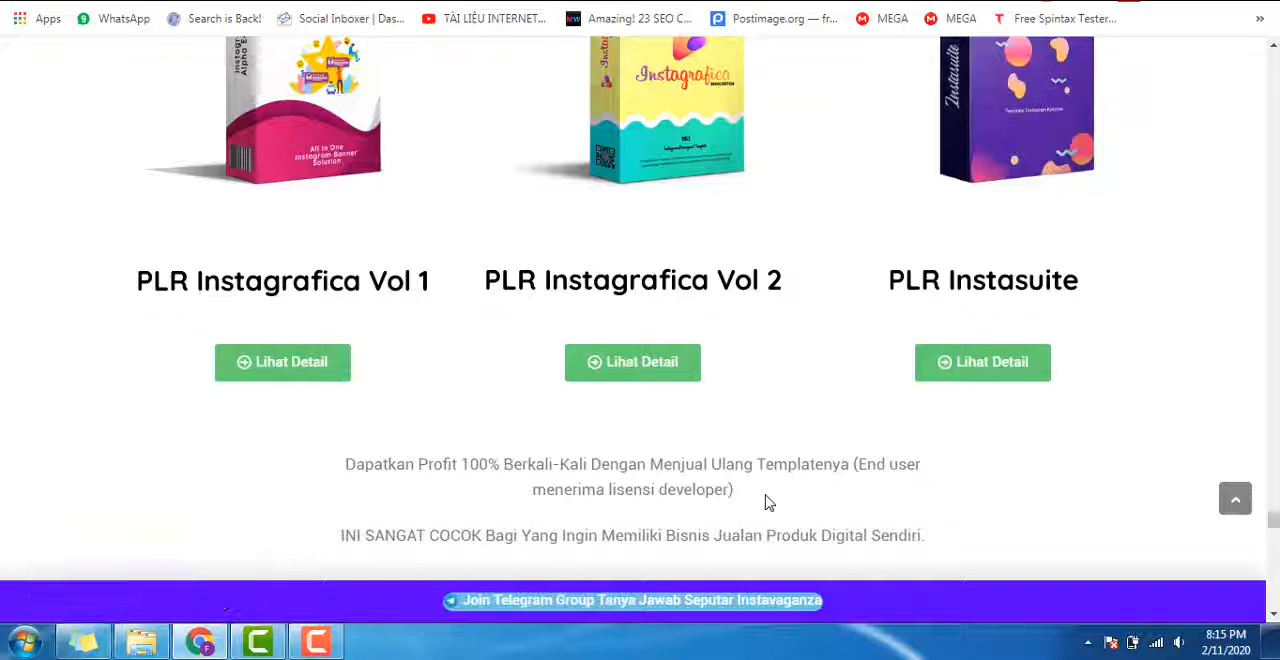 Apps WhatsApp Search is Back! Social Inboxer | Das... TÀI LIỆU INTERNET... Amazing! 23 SEO C... Postimage.org — fr... MEGA MEGA Free Spintax Tester... »
All In One
Instagram Banner
Solution
Instagrafica
VOL 2
Instasuite
PLR Instagrafica Vol 1
PLR Instagrafica Vol 2
PLR Instasuite
Lihat Detail
Lihat Detail
Lihat Detail
Dapatkan Profit 100% Berkali-Kali Dengan Menjual Ulang Templatenya (End user
menerima lisensi developer)
INI SANGAT COCOK Bagi Yang Ingin Memiliki Bisnis Jualan Produk Digital Sendiri.
Join Telegram Group Tanya Jawab Seputar Instavaganza
8:15 PM
2/11/2020